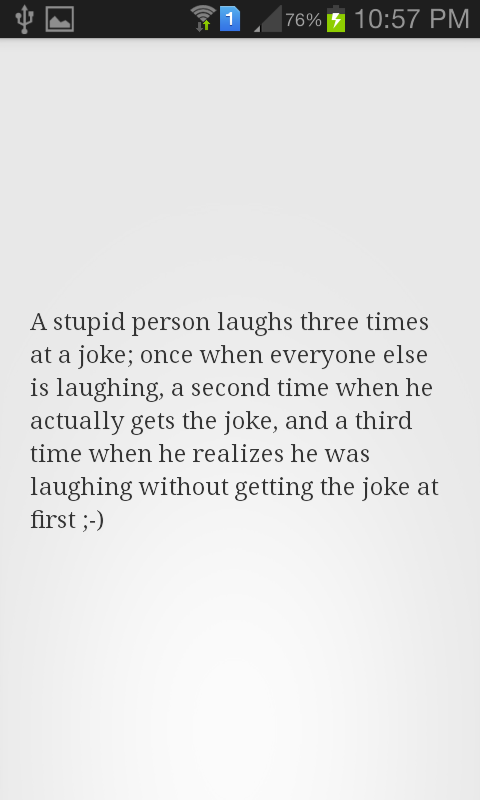 1 76% 10:57 PM
A stupid person laughs three times
at a joke; once when everyone else
is laughing, a second time when he
actually gets the joke, and a third
time when he realizes he was
laughing without getting the joke at
first ;-)